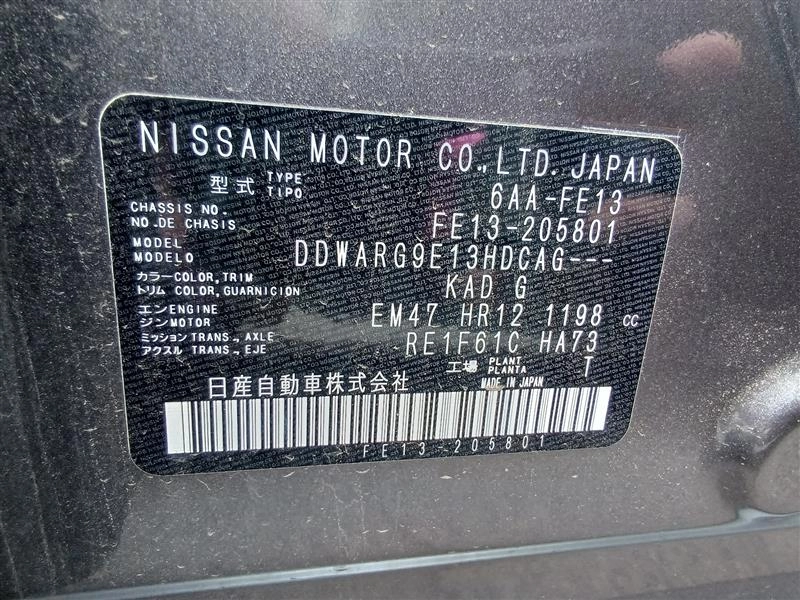 NISSAN MOTOR CO.,LTD. JAPAN
型式 TYPE TIPO 6AA-FE13
CHASSIS NO.
NO.DE CHASIS FE13-205801
MODEL
MODELO DDWARG9E13HDCAG---
カラー COLOR,TRIM
トリム COLOR,GUARNICION KAD G
エン ENGINE
ジン MOTOR EM47 HR12 1198 cc
ミッション TRANS., AXLE
アクスル TRANS., EJE RE1F61C HA73
工場 PLANT PLANTA T
日産自動車株式会社 MADE IN JAPAN
FE13-205801